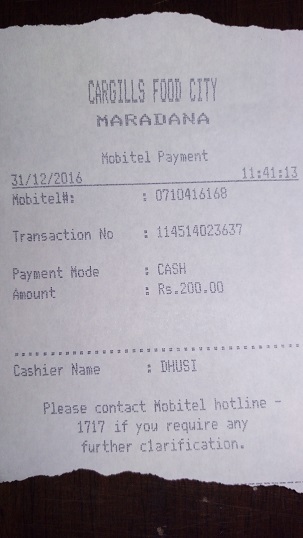 CARGILLS FOOD CITY
MARADANA
Mobitel Payment
31/12/2016 11:41:13
Mobitel#: : 0710416168
Transaction No : 114514023637
Payment Mode : CASH
Amount : Rs.200.00
Cashier Name : DHUSI
Please contact Mobitel hotline -
1717 if you require any
further clarification.